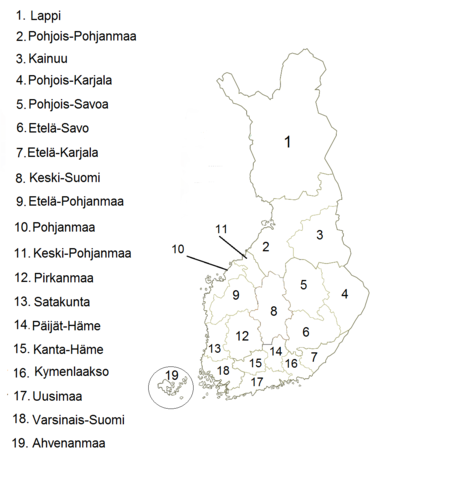 1. Lappi
2. Pohjois-Pohjanmaa
3. Kainuu
4. Pohjois-Karjala
5. Pohjois-Savoa
6. Etelä-Savo
7. Etelä-Karjala
8. Keski-Suomi
9. Etelä-Pohjanmaa
10. Pohjanmaa
11. Keski-Pohjanmaa
12. Pirkanmaa
13. Satakunta
14. Päijät-Häme
15. Kanta-Häme
16. Kymenlaakso
17. Uusimaa
18. Varsinais-Suomi
19. Ahvenanmaa
1
11
2
3
10
5
4
9
8
6
12
13
14
7
15
16
18
17
19